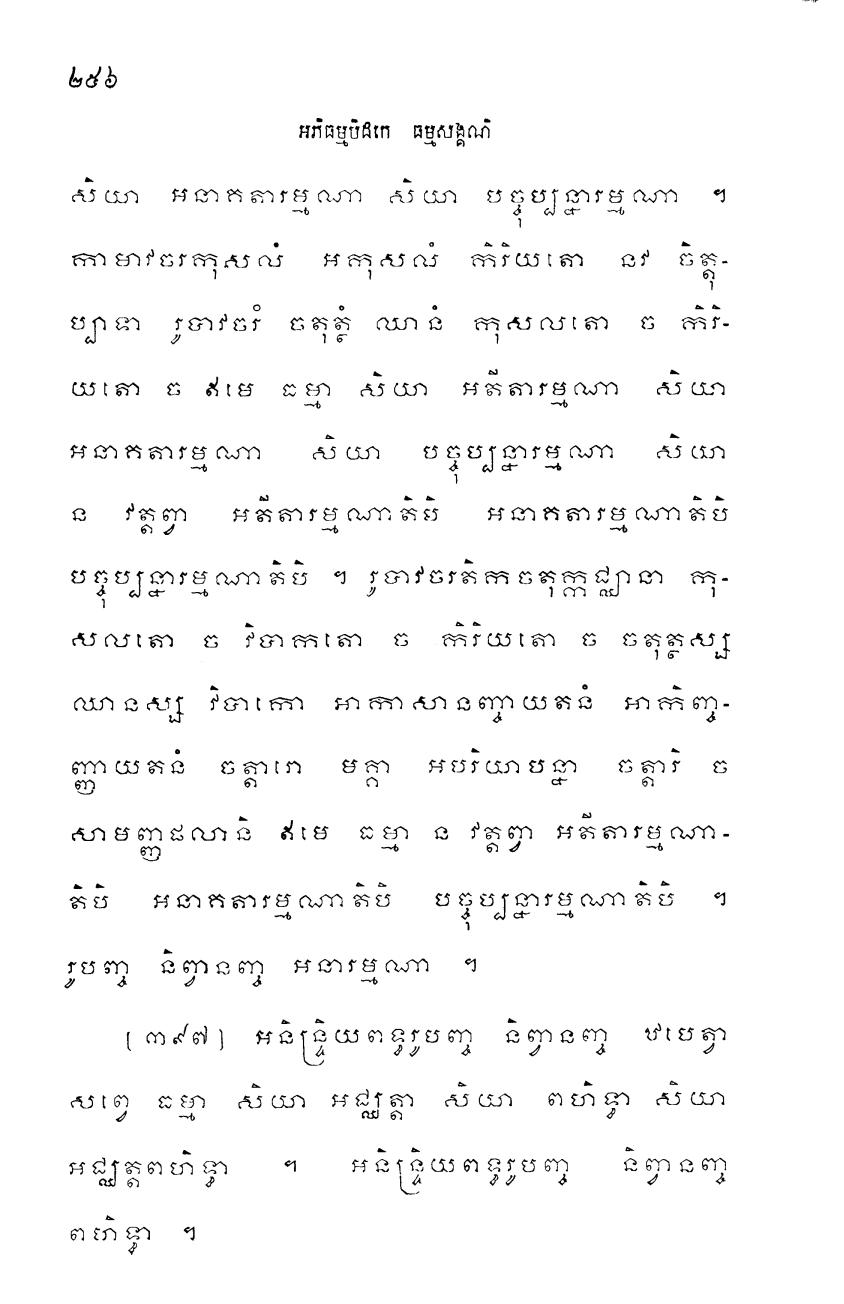 ២៥៦
អភិធម្មបិដកេ ធម្មសង្គណិ
សិយា អនាគតារម្មណា សិយា បច្ចុប្បន្នារម្មណា ។
កាមាវចរកុសលំ អកុសលំ កិរិយតោ នវ ចិត្តុ-
ប្បាទា រូបាវចរំ ចតុត្ថំ ឈានំ កុសលតោ ច កិរិ-
យតោ ច ឥមេ ធម្មា សិយា អតីតារម្មណា សិយា
អនាគតារម្មណា សិយា បច្ចុប្បន្នារម្មណា សិយា
ន វត្តព្វា អតីតារម្មណាតិបិ អនាគតារម្មណាតិបិ
បច្ចុប្បន្នារម្មណាតិបិ ។ រូបាវចរតិកចតុក្កជ្ឈានា កុ-
សលតោ ច វិបាកតោ ច កិរិយតោ ច ចតុត្ថស្ស
ឈានស្ស វិបាកោ អាកាសានញ្ចាយតនំ អាកិញ្ច-
ញ្ញាយតនំ ចត្តារោ មគ្គា អបរិយាបន្នា ចត្តារិ ច
សាមញ្ញផលានិ ឥមេ ធម្មា ន វត្តព្វា អតីតារម្មណា-
តិបិ អនាគតារម្មណាតិបិ បច្ចុប្បន្នារម្មណាតិបិ ។
រូបញ្ច និព្វានញ្ច អនារម្មណា ។
[៣៩៧] អនិន្ទ្រិយពទ្ធរូបញ្ច និព្វានញ្ច ឋបេត្វា
សព្វេ ធម្មា សិយា អជ្ឈត្តា សិយា ពហិទ្ធា សិយា
អជ្ឈត្តពហិទ្ធា ។ អនិន្ទ្រិយពទ្ធរូបញ្ច និព្វានញ្ច
ពហិទ្ធា ។